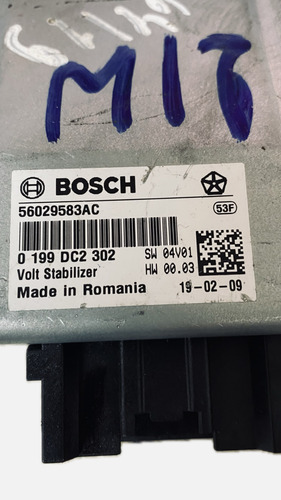 MIT
BOSCH
56029583AC
53F
0 199 DC2 302 SW 04V01
Volt Stabilizer HW 00.03
Made in Romania 19-02-09